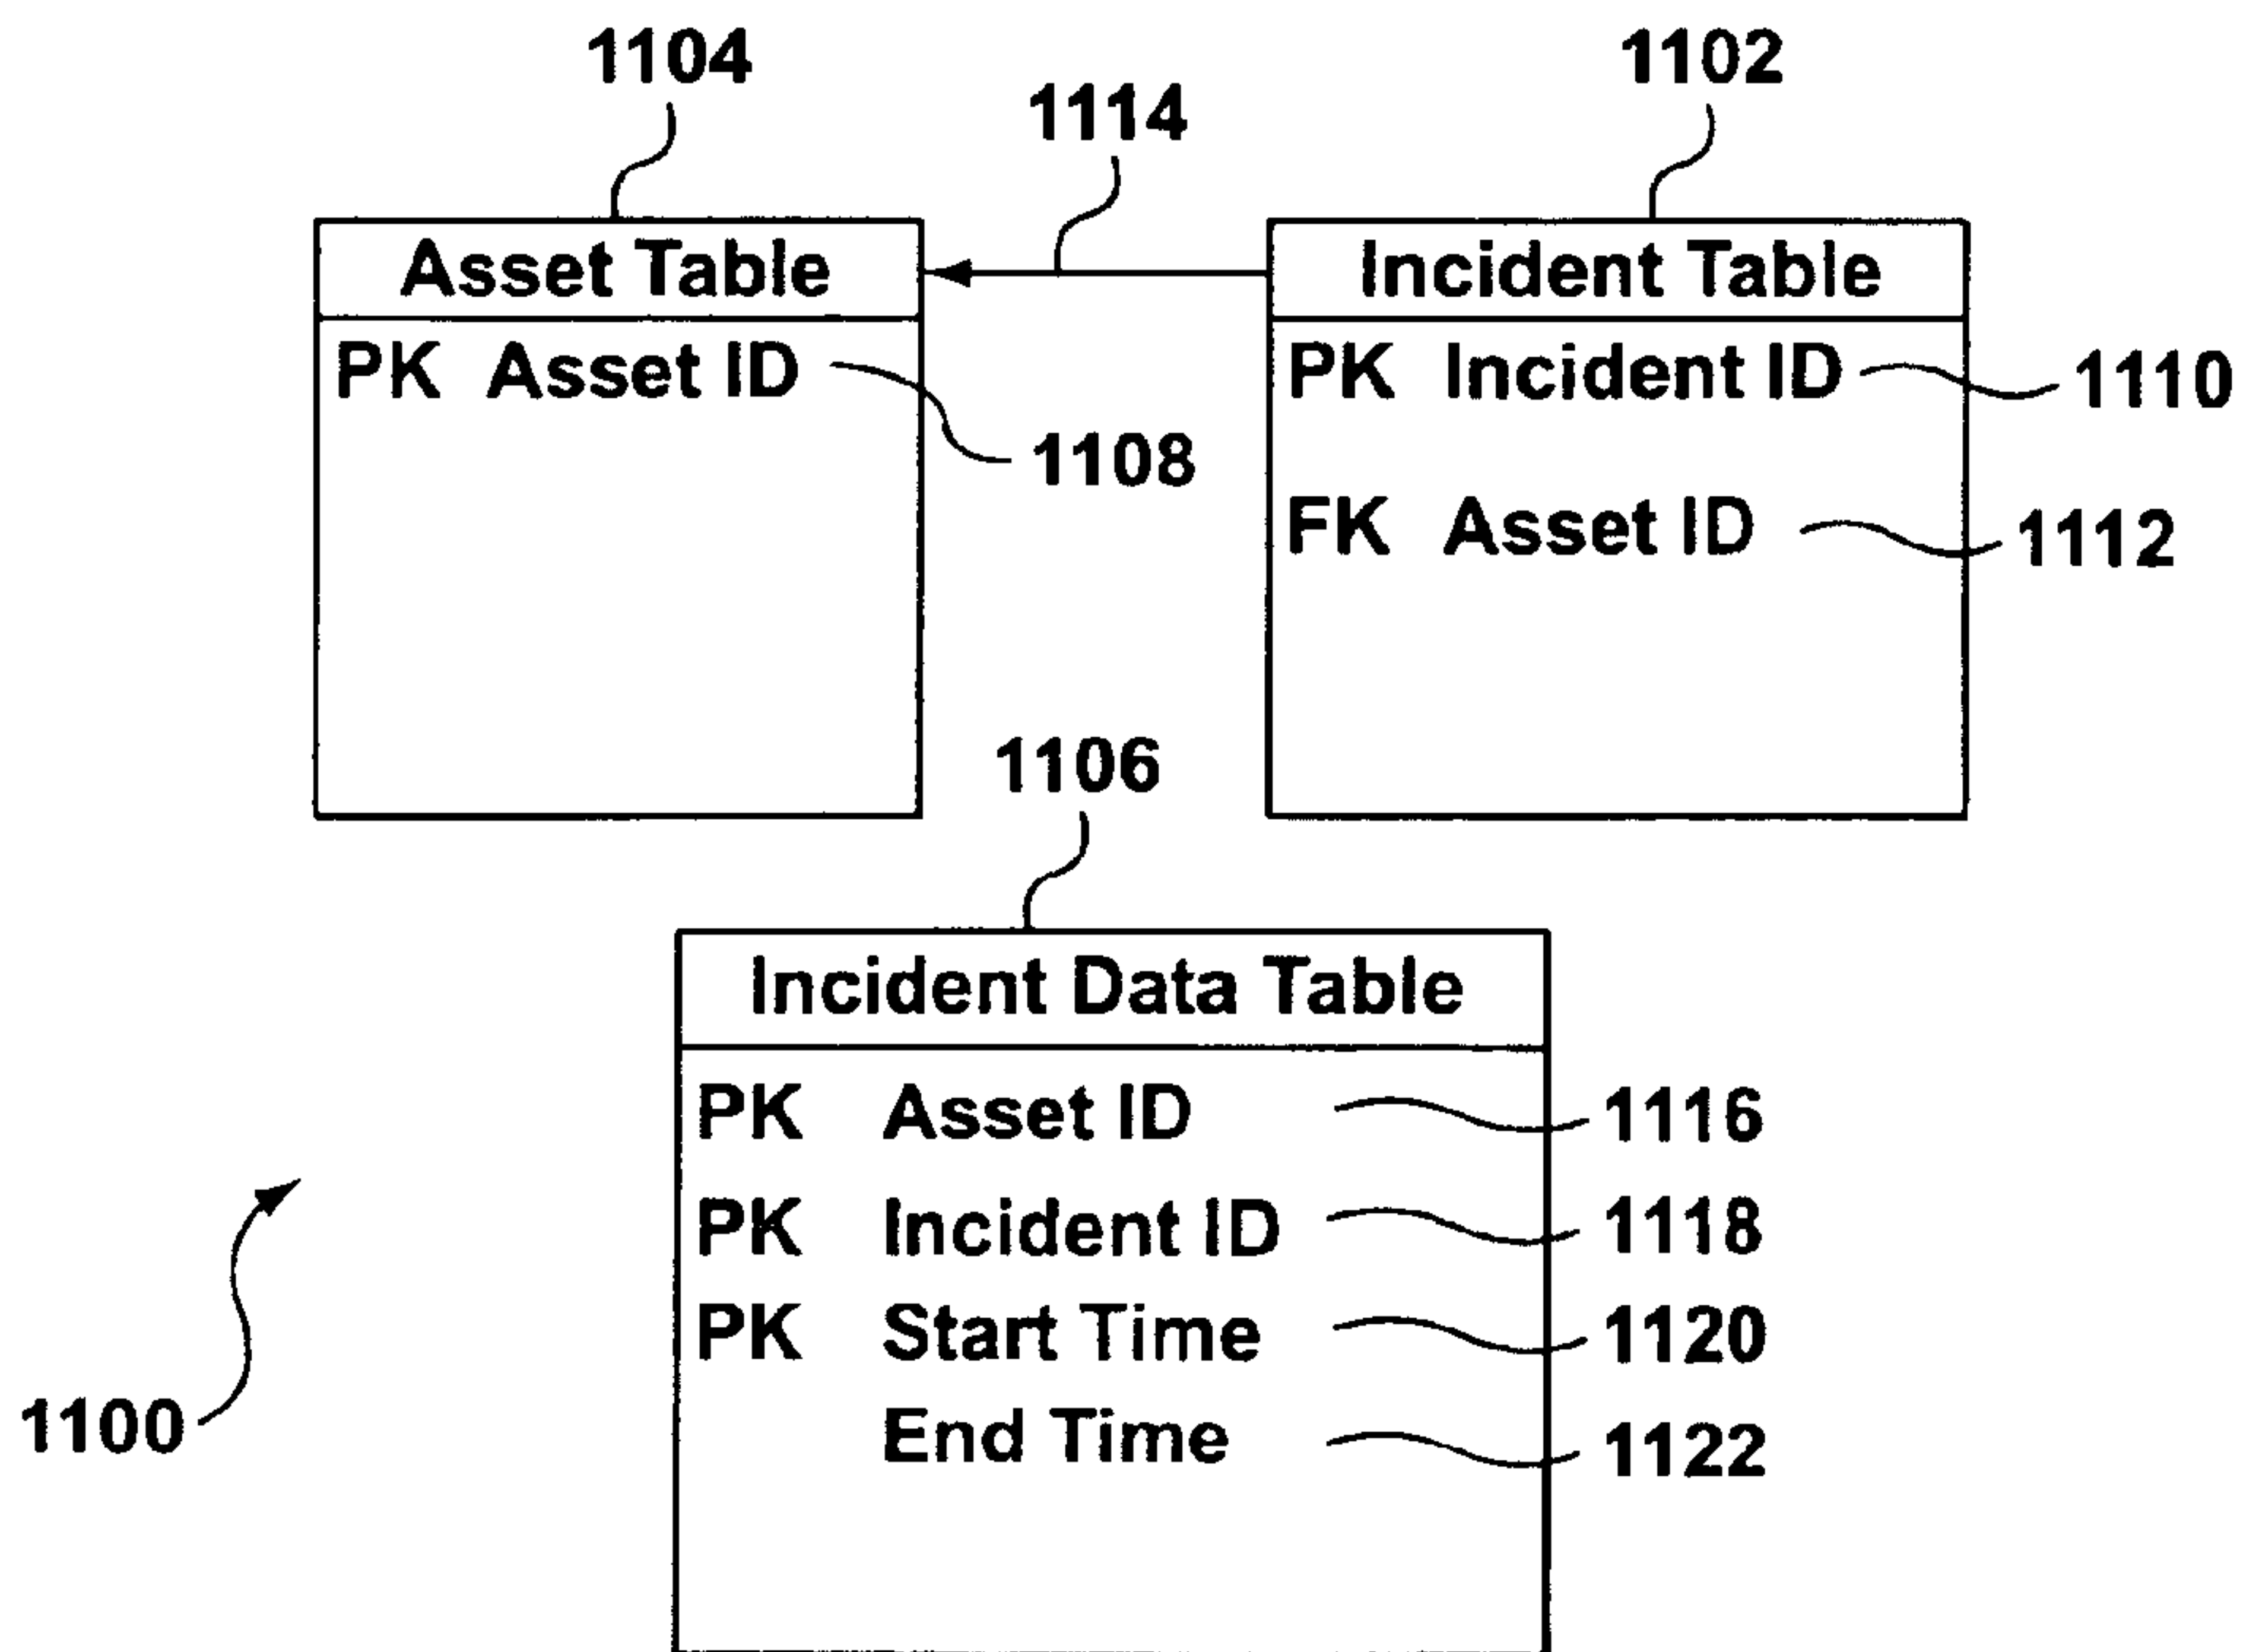 1104
1102
1114
Asset Table
Incident Table
PK Asset ID
PK Incident ID
1110
1108
FK Asset ID
1112
1106
Incident Data Table
PK Asset ID
1116
PK Incident ID
1118
PK Start Time
1120
End Time
1122
1100